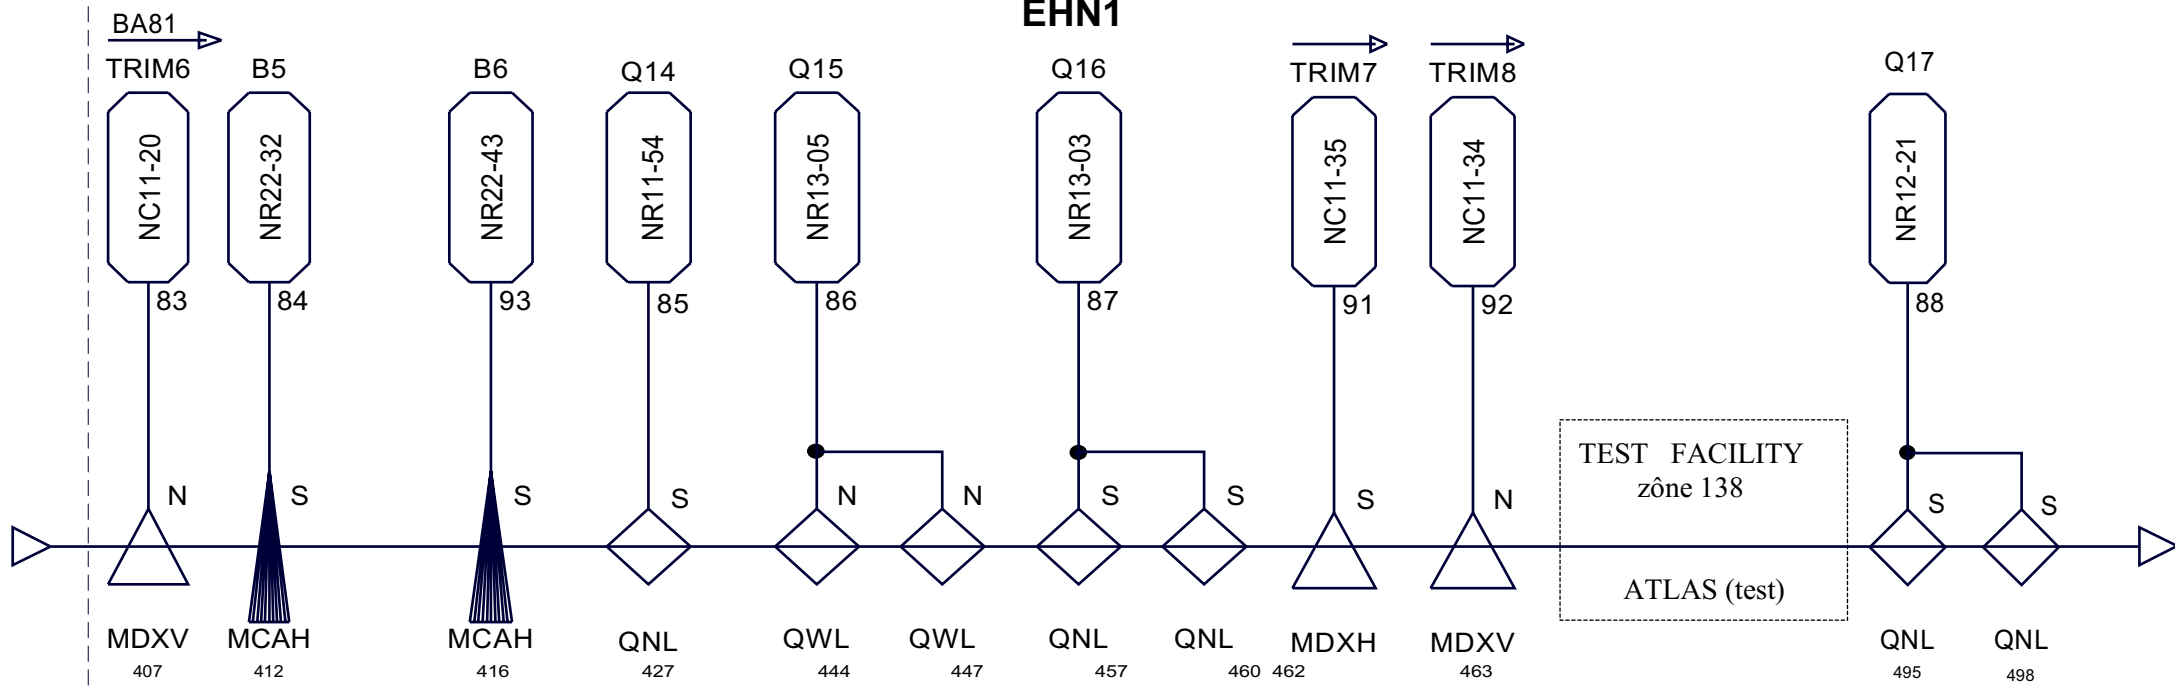 EHN1
BA81
TRIM6 B5 B6 Q14 Q15 Q16 TRIM7 TRIM8 Q17
NC11-20 NR22-32 NR22-43 NR11-54 NR13-05 NR13-03 NC11-35 NC11-34 NR12-21
83 84 93 85 86 87 91 92 88
TEST FACILITY
zône 138
N S S S N N S S S N S S
ATLAS (test)
MDXV MCAH MCAH QNL QWL QWL QNL QNL MDXH MDXV QNL QNL
407 412 416 427 444 447 457 460 462 463 495 498